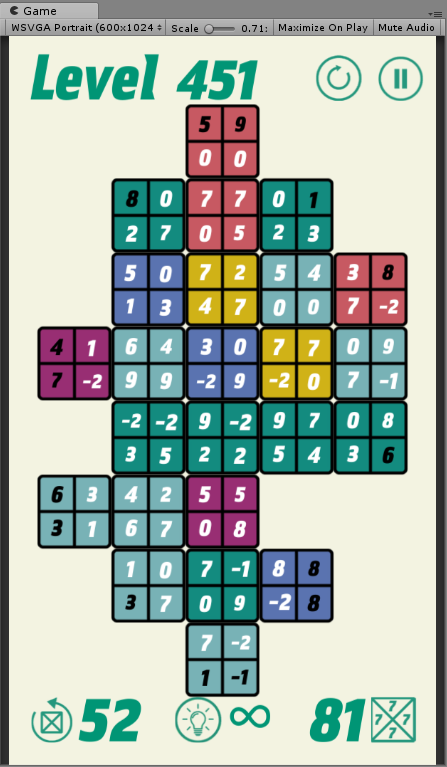 Game
WSVGA Portrait (600x1024 Scale 0.71: Maximize On Play Mute Audio
Level 451
5 9
0 0
8 0 7 7 0 1
2 7 0 5 2 3
5 0 7 2 5 4 3 8
1 3 4 7 0 0 7 -2
4 1 6 4 3 0 7 7 0 9
7 -2 9 9 -2 9 -2 0 7 -1
-2 -2 9 -2 9 7 0 8
3 5 2 2 5 4 3 6
6 3 4 2 5 5
3 1 6 7 0 8
1 0 7 -1 8 8
3 7 0 9 -2 8
7 -2
1 -1
52 ∞ 81 7 7 7 7